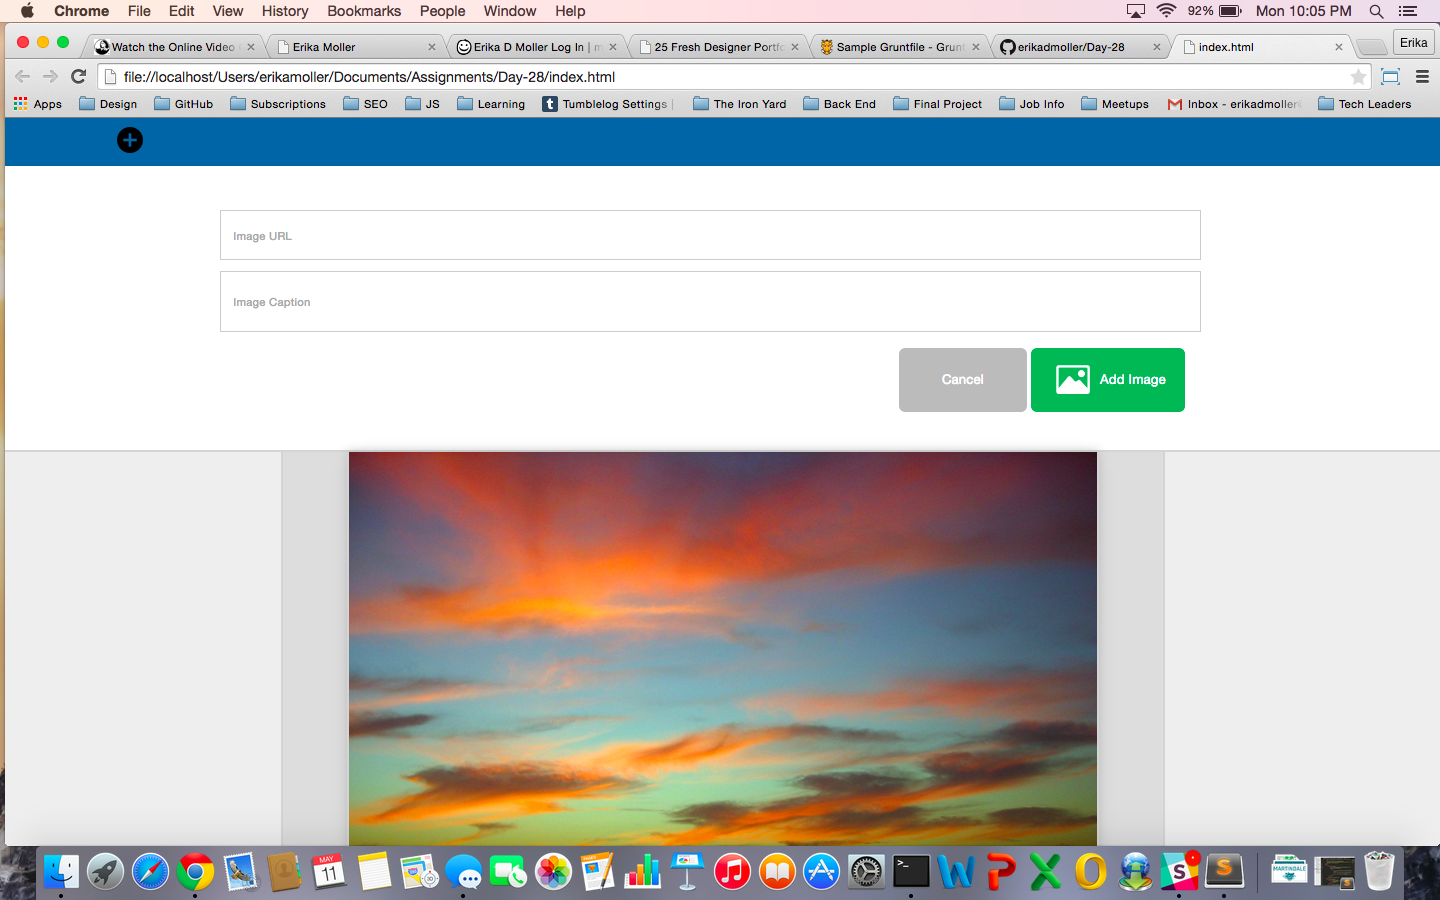 Chrome File Edit View History Bookmarks People Window Help 92% Mon 10:05 PM
Watch the Online Video Erika Moller Erika D Moller Log In | 25 Fresh Designer Portfo Sample Gruntfile - Grunt erikadmoller/Day-28 index.html Erika
file://localhost/Users/erikamoller/Documents/Assignments/Day-28/index.html
Apps Design GitHub Subscriptions SEO JS Learning t Tumblelog Settings | The Iron Yard Back End Final Project Job Info Meetups Inbox - erikadmoller Tech Leaders
Image URL
Image Caption
Cancel Add Image
MAY
11